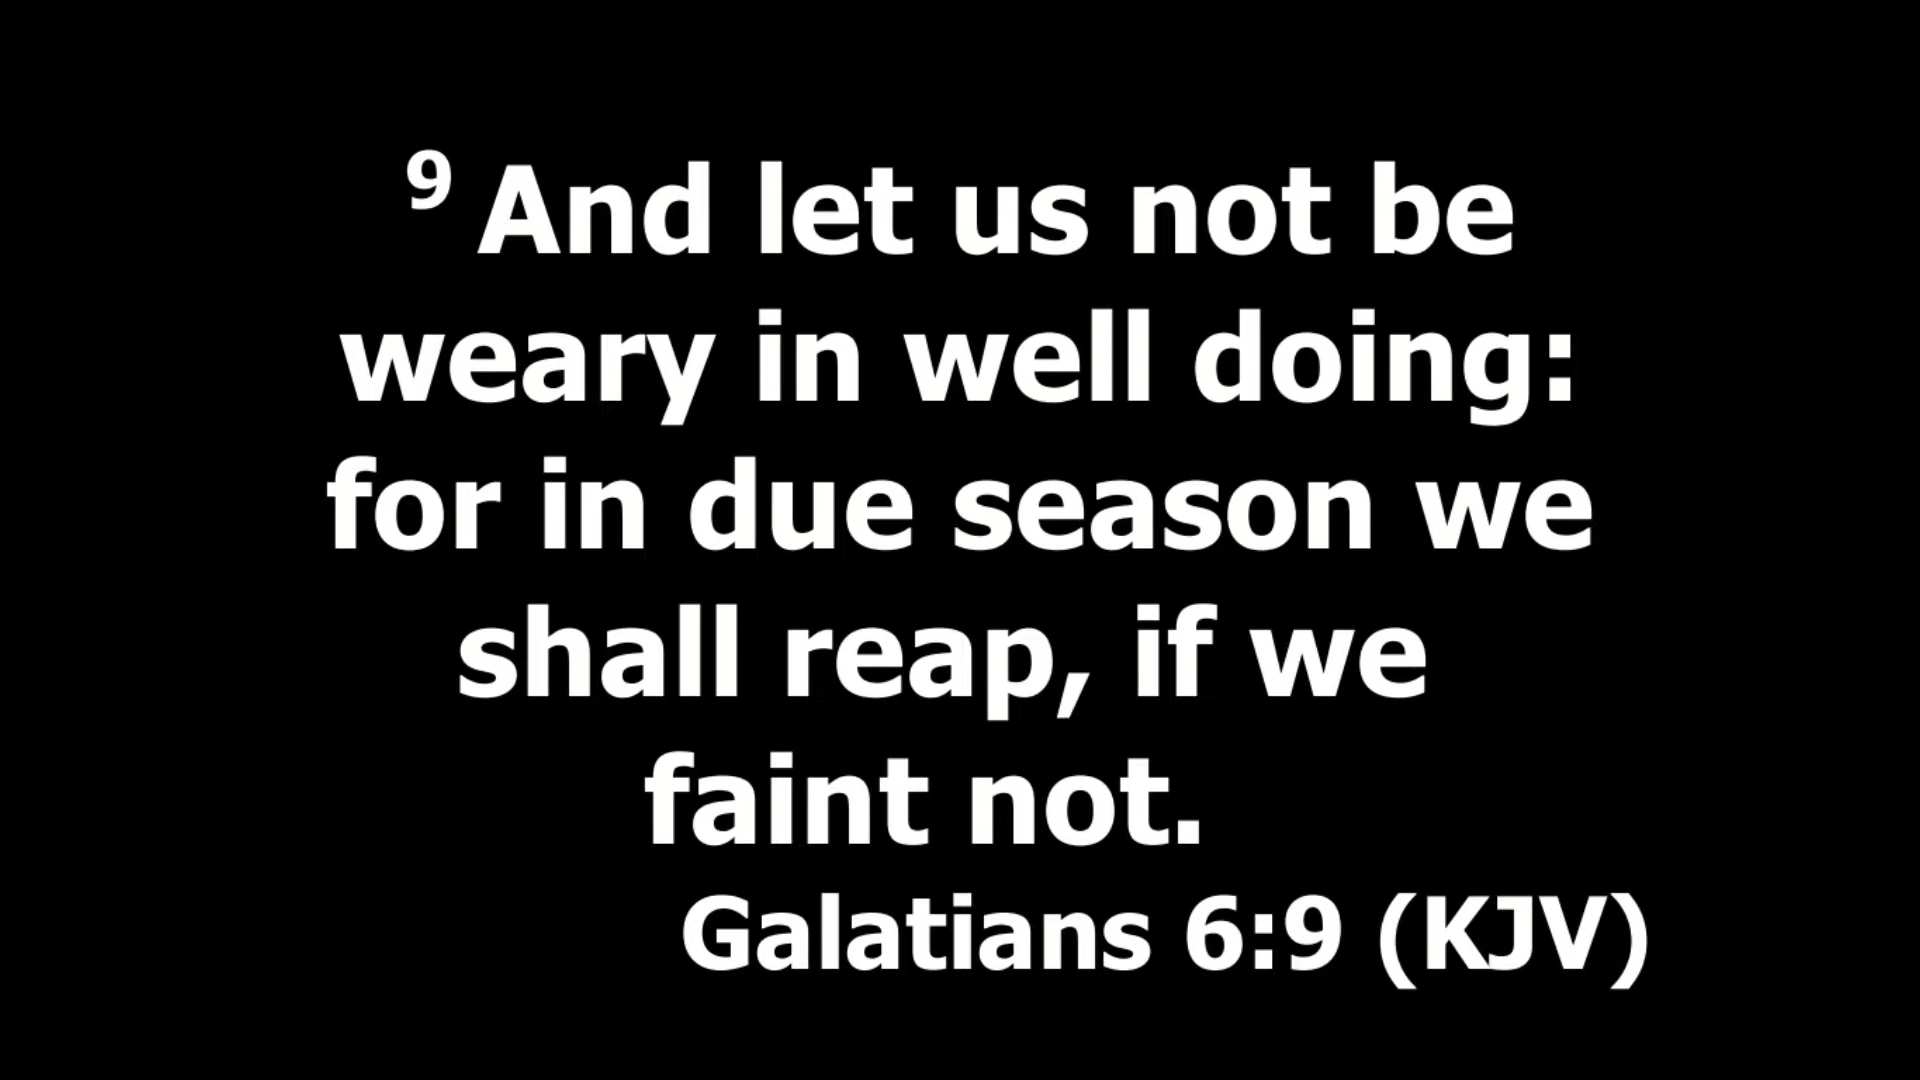 9 And let us not be
weary in well doing:
for in due season we
shall reap, if we
faint not.
Galatians 6:9 (KJV)